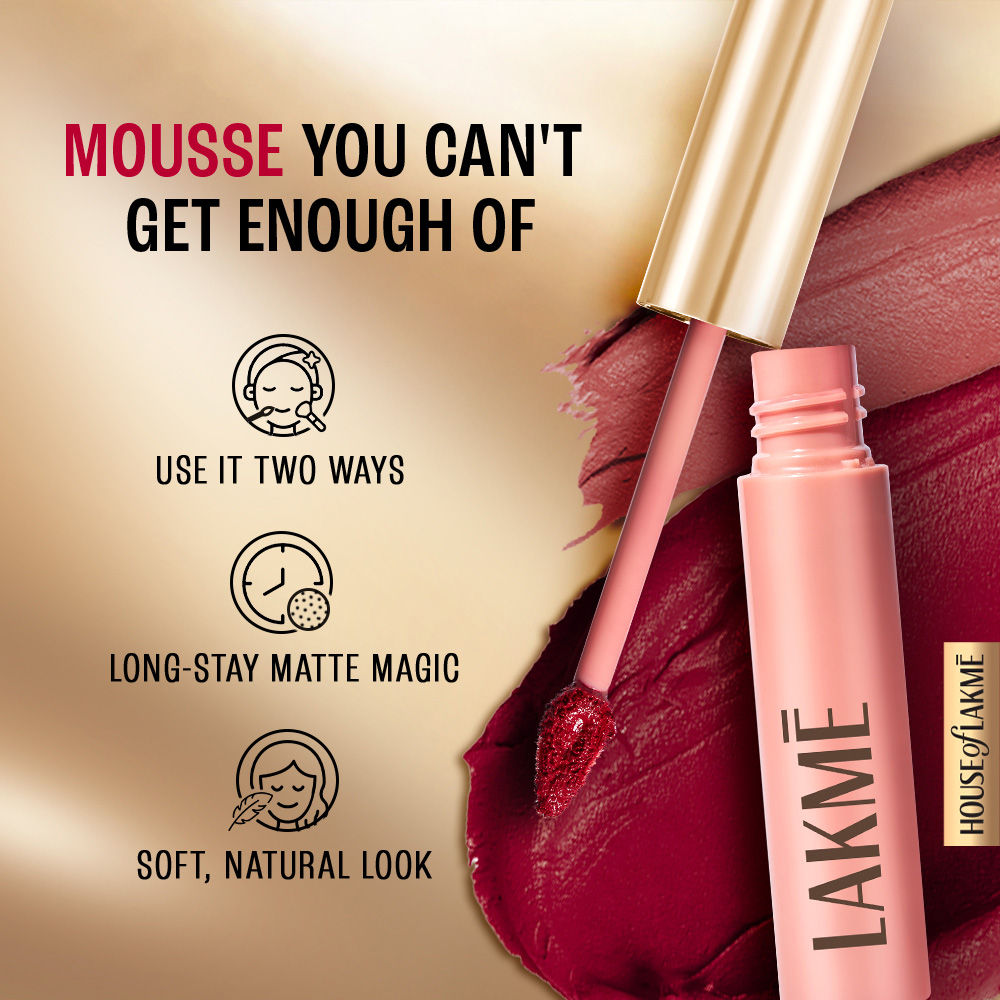 MOUSSE YOU CAN'T
GET ENOUGH OF
USE IT TWO WAYS
LONG-STAY MATTE MAGIC
SOFT, NATURAL LOOK
LAKMĒ
HOUSE of LAKMĒ